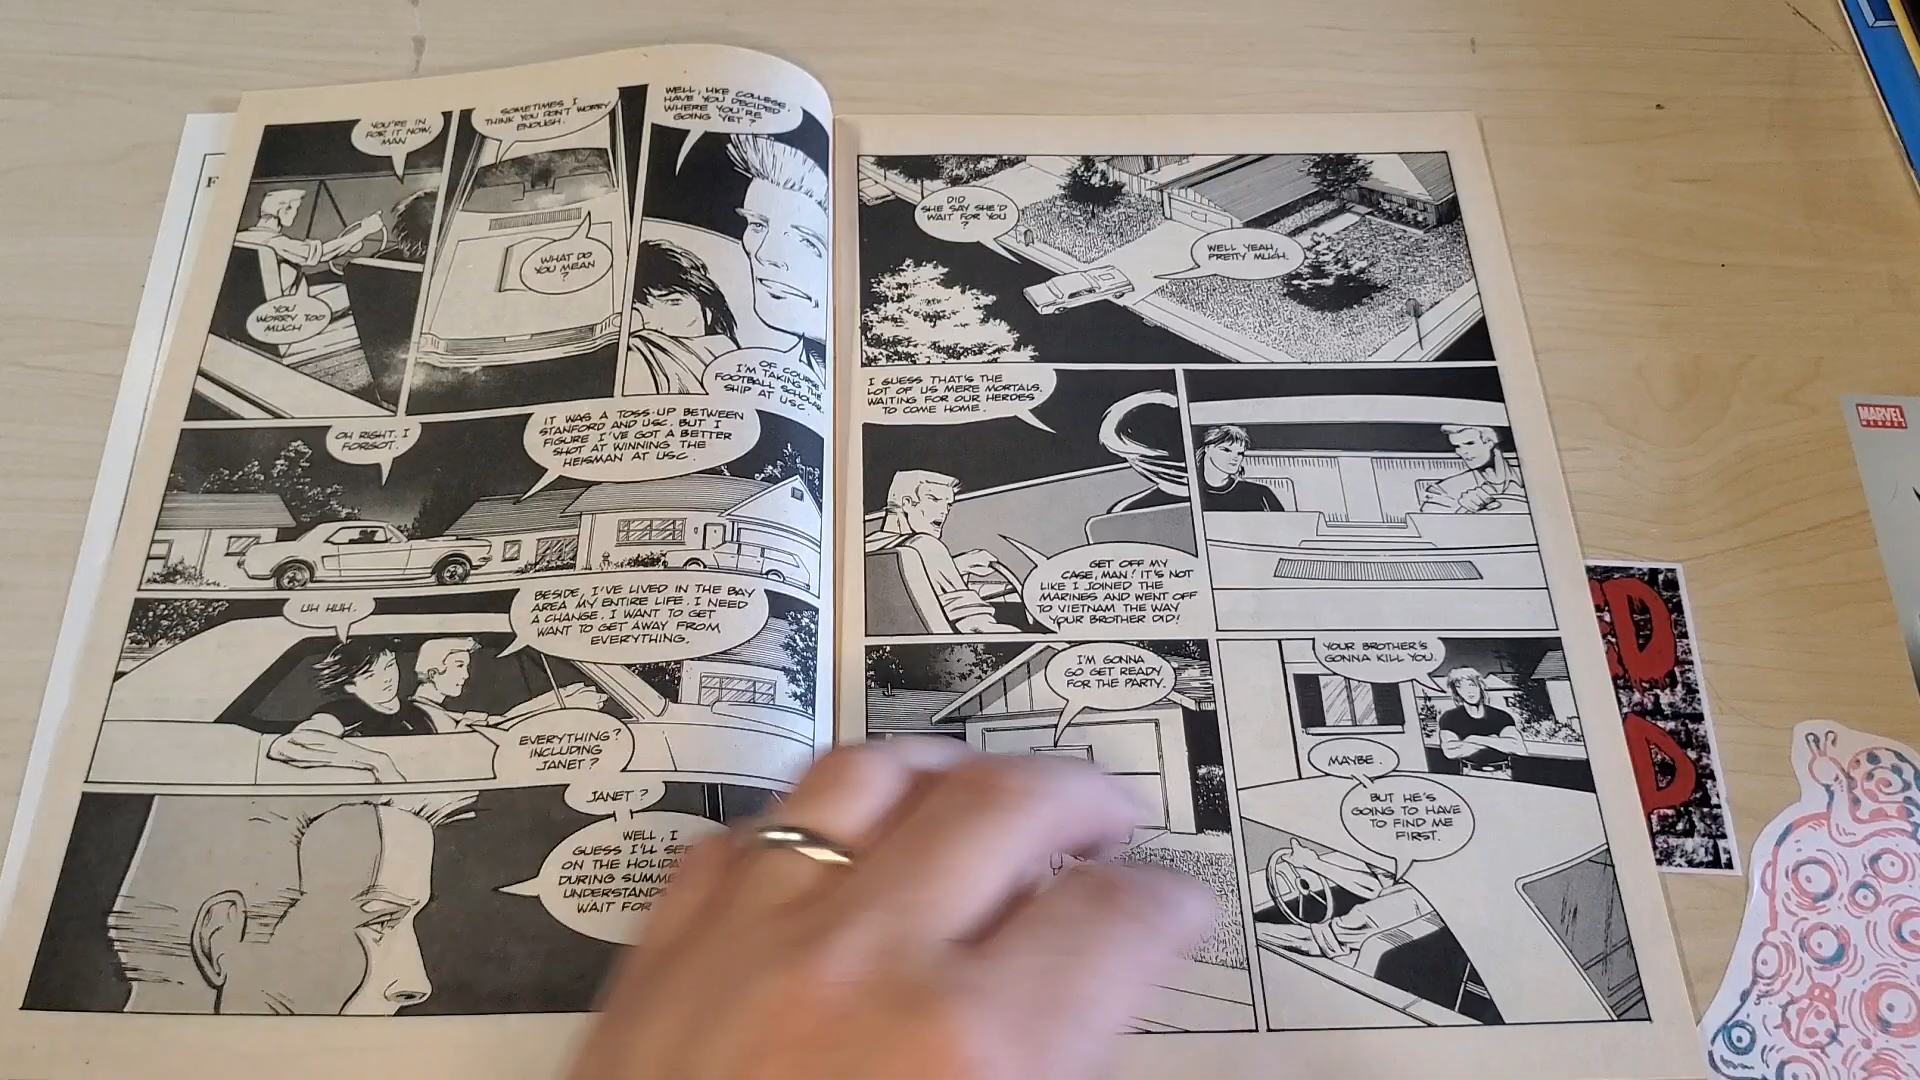 F
YOU'RE IN
FOR IT NOW,
MAN
YOU
WORRY TOO
MUCH
SOMETIMES I
THINK YOU DON'T WORRY
ENOUGH.
WHAT DO
YOU MEAN
?
WELL, LIKE COLLEGE.
HAVE YOU DECIDED
WHERE YOU'RE
GOING YET?
OF COURSE
I'M TAKING THE
FOOTBALL SCHOLAR-
SHIP AT USC.
OH RIGHT. I
FORGOT.
IT WAS A TOSS-UP BETWEEN
STANFORD AND USC. BUT I
FIGURE I'VE GOT A BETTER
SHOT AT WINNING THE
HEISMAN AT USC.
UH HUH.
BESIDE, I'VE LIVED IN THE BAY
AREA MY ENTIRE LIFE. I NEED
A CHANGE. I WANT TO GET
WANT TO GET AWAY FROM
EVERYTHING.
EVERYTHING?
INCLUDING
JANET?
JANET?
WELL, I
GUESS I'LL SEE
ON THE HOLIDA
DURING SUMME
UNDERSTANDS
WAIT FOR
DID
SHE SAY SHE'D
WAIT FOR YOU
?
WELL YEAH,
PRETTY MUCH.
I GUESS THAT'S THE
LOT OF US MERE MORTALS.
WAITING FOR OUR HEROES
TO COME HOME.
GET OFF MY
CASE, MAN! IT'S NOT
LIKE I JOINED THE
MARINES AND WENT OFF
TO VIETNAM THE WAY
YOUR BROTHER DID!
I'M GONNA
GO GET READY
FOR THE PARTY.
YOUR BROTHER'S
GONNA KILL YOU.
MAYBE.
BUT HE'S
GOING TO HAVE
TO FIND ME
FIRST.
MARVEL
HEROES
D
D